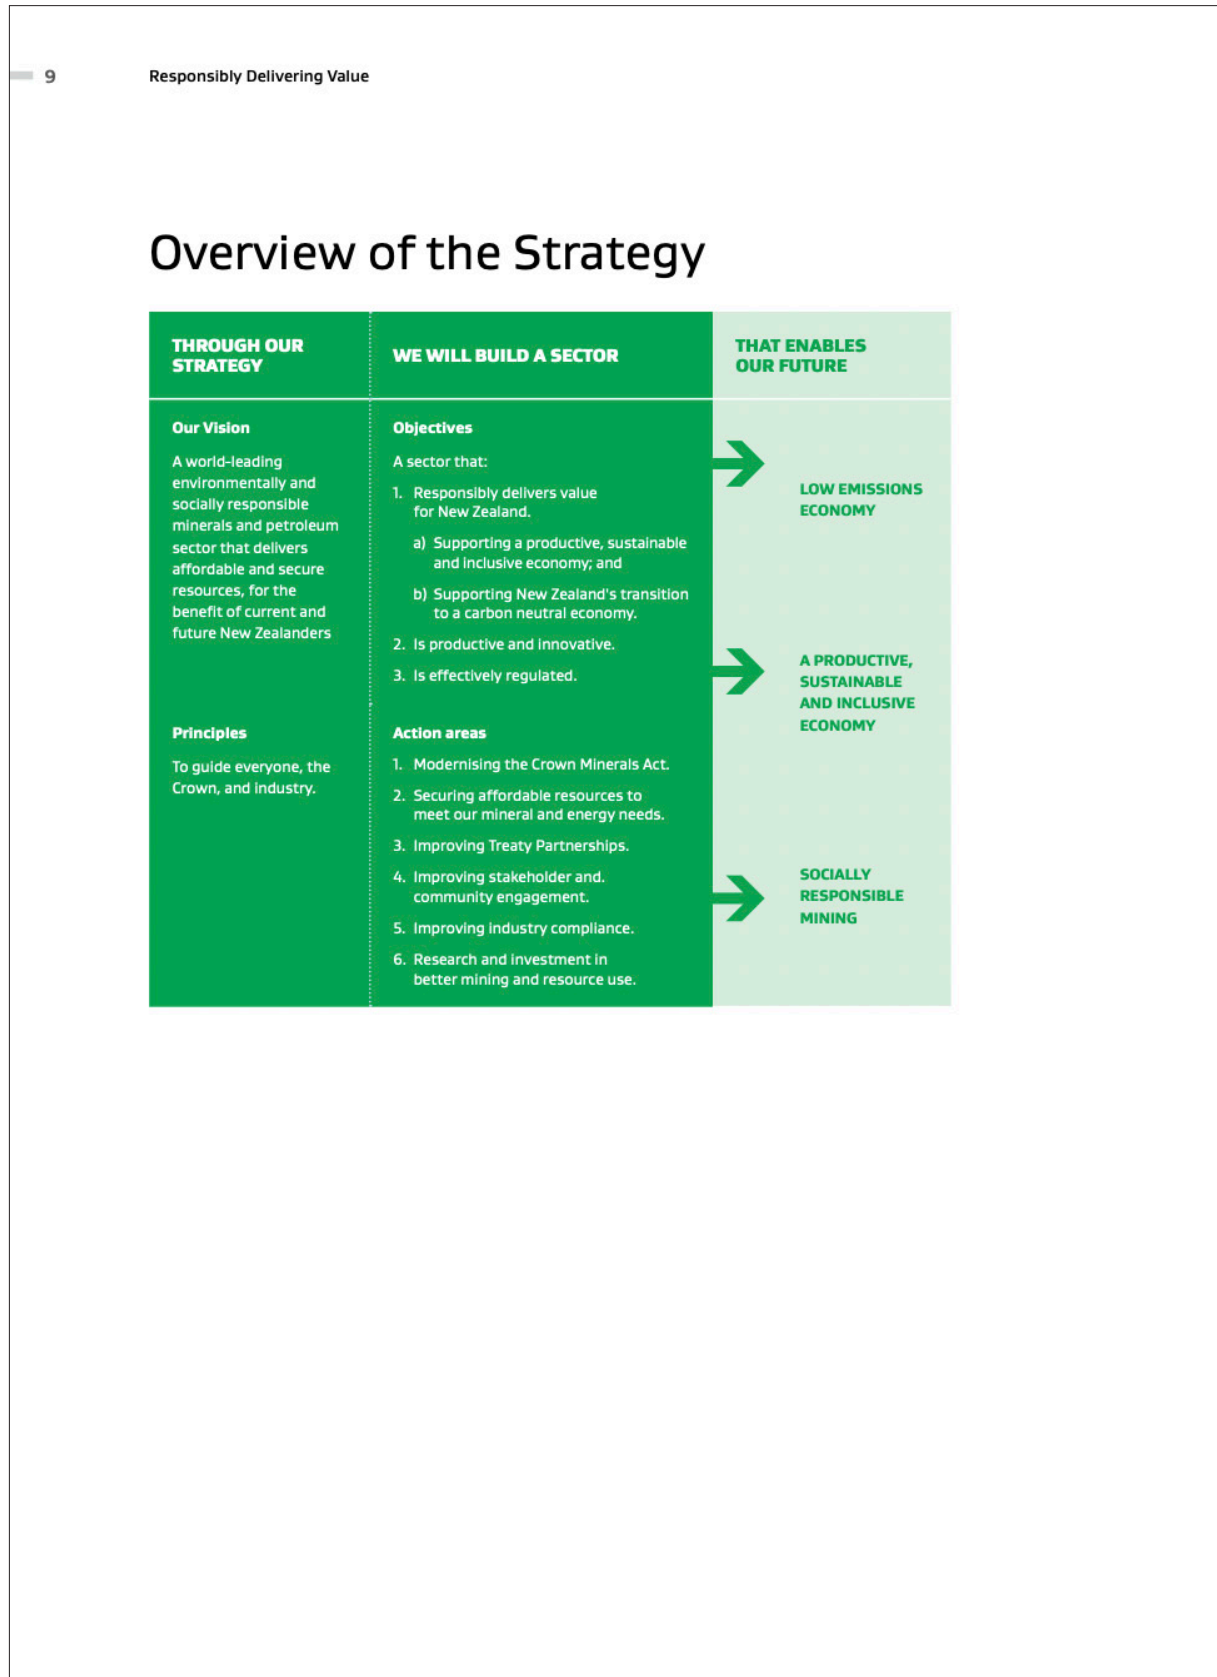 9
Responsibly Delivering Value
Overview of the Strategy
THROUGH OUR
STRATEGY
Our Vision
A world-leading
environmentally and
socially responsible
minerals and petroleum
sector that delivers
affordable and secure
resources, for the
benefit of current and
future New Zealanders
Principles
To guide everyone, the
Crown, and industry.
WE WILL BUILD A SECTOR
Objectives
A sector that:
1. Responsibly delivers value
for New Zealand.
a) Supporting a productive, sustainable
and inclusive economy; and
b) Supporting New Zealand's transition
to a carbon neutral economy.
2. Is productive and innovative.
3. Is effectively regulated.
Action areas
1. Modernising the Crown Minerals Act.
2. Securing affordable resources to
meet our mineral and energy needs.
3. Improving Treaty Partnerships.
4. Improving stakeholder and.
community engagement.
5. Improving industry compliance.
6. Research and investment in
better mining and resource use.
THAT ENABLES
OUR FUTURE
LOW EMISSIONS
ECONOMY
A PRODUCTIVE,
SUSTAINABLE
AND INCLUSIVE
ECONOMY
SOCIALLY
RESPONSIBLE
MINING